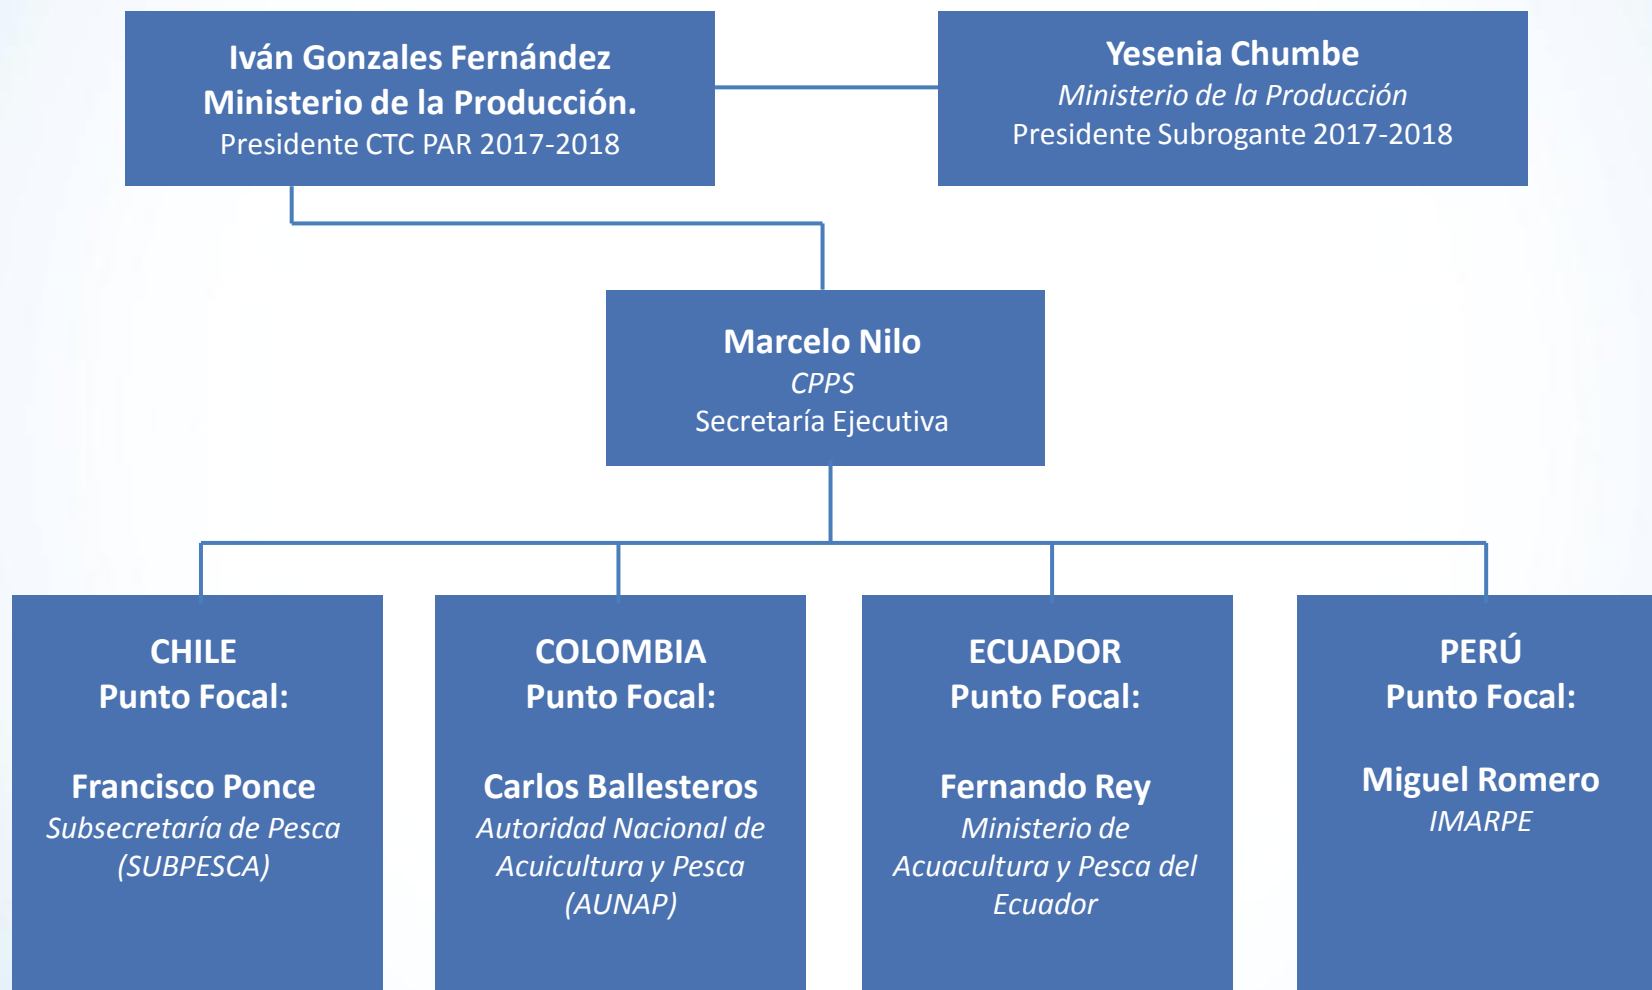 Iván Gonzales Fernández
Ministerio de la Producción.
Presidente CTC PAR 2017-2018
Yesenia Chumbe
Ministerio de la Producción
Presidente Subrogante 2017-2018
Marcelo Nilo
CPPS
Secretaría Ejecutiva
CHILE
Punto Focal:
Francisco Ponce
Subsecretaría de Pesca
(SUBPESCA)
COLOMBIA
Punto Focal:
Carlos Ballesteros
Autoridad Nacional de
Acuicultura y Pesca
(AUNAP)
ECUADOR
Punto Focal:
Fernando Rey
Ministerio de
Acuacultura y Pesca del
Ecuador
PERÚ
Punto Focal:
Miguel Romero
IMARPE